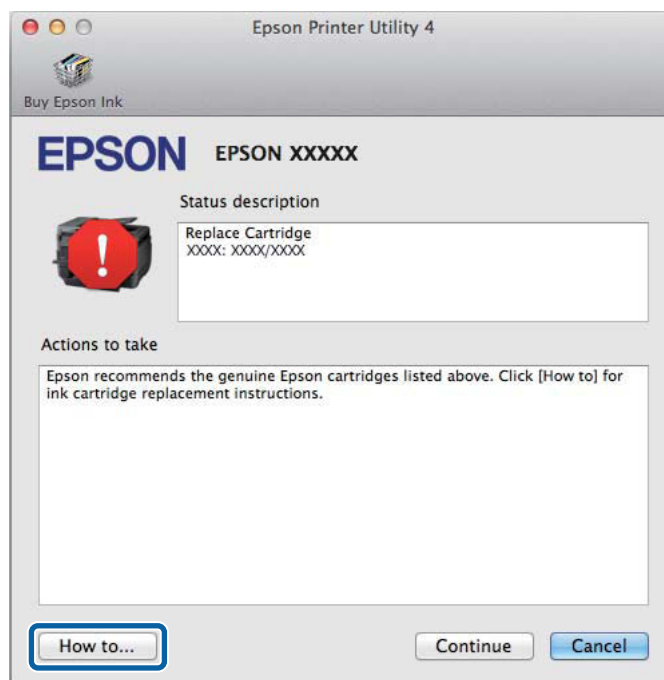 Epson Printer Utility 4
Buy Epson Ink
EPSON EPSON XXXXX
Status description
Replace Cartridge
XXXX: XXXX/XXXX
Actions to take
Epson recommends the genuine Epson cartridges listed above. Click [How to] for
ink cartridge replacement instructions.
How to... Continue Cancel